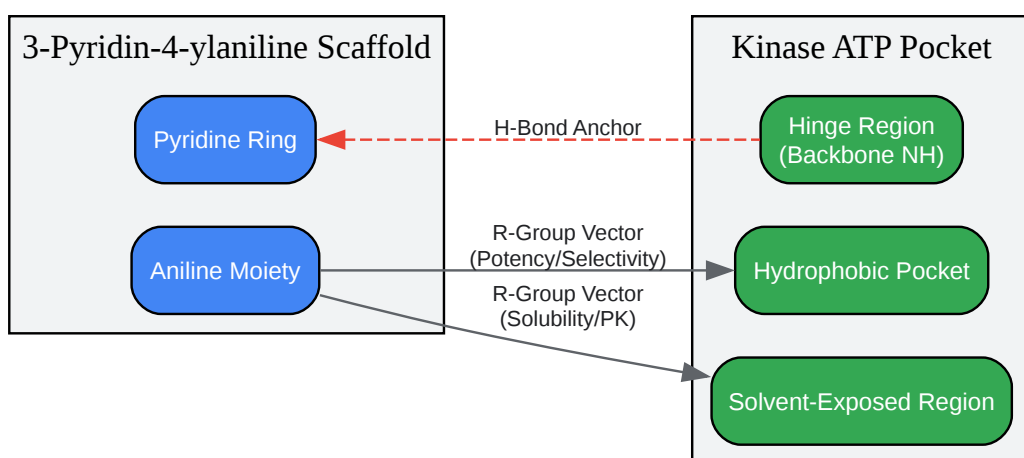 3-Pyridin-4-ylaniline Scaffold
Kinase ATP Pocket
Pyridine Ring
H-Bond Anchor
Hinge Region
(Backbone NH)
Aniline Moiety
R-Group Vector
(Potency/Selectivity)
Hydrophobic Pocket
R-Group Vector
(Solubility/PK)
Solvent-Exposed Region